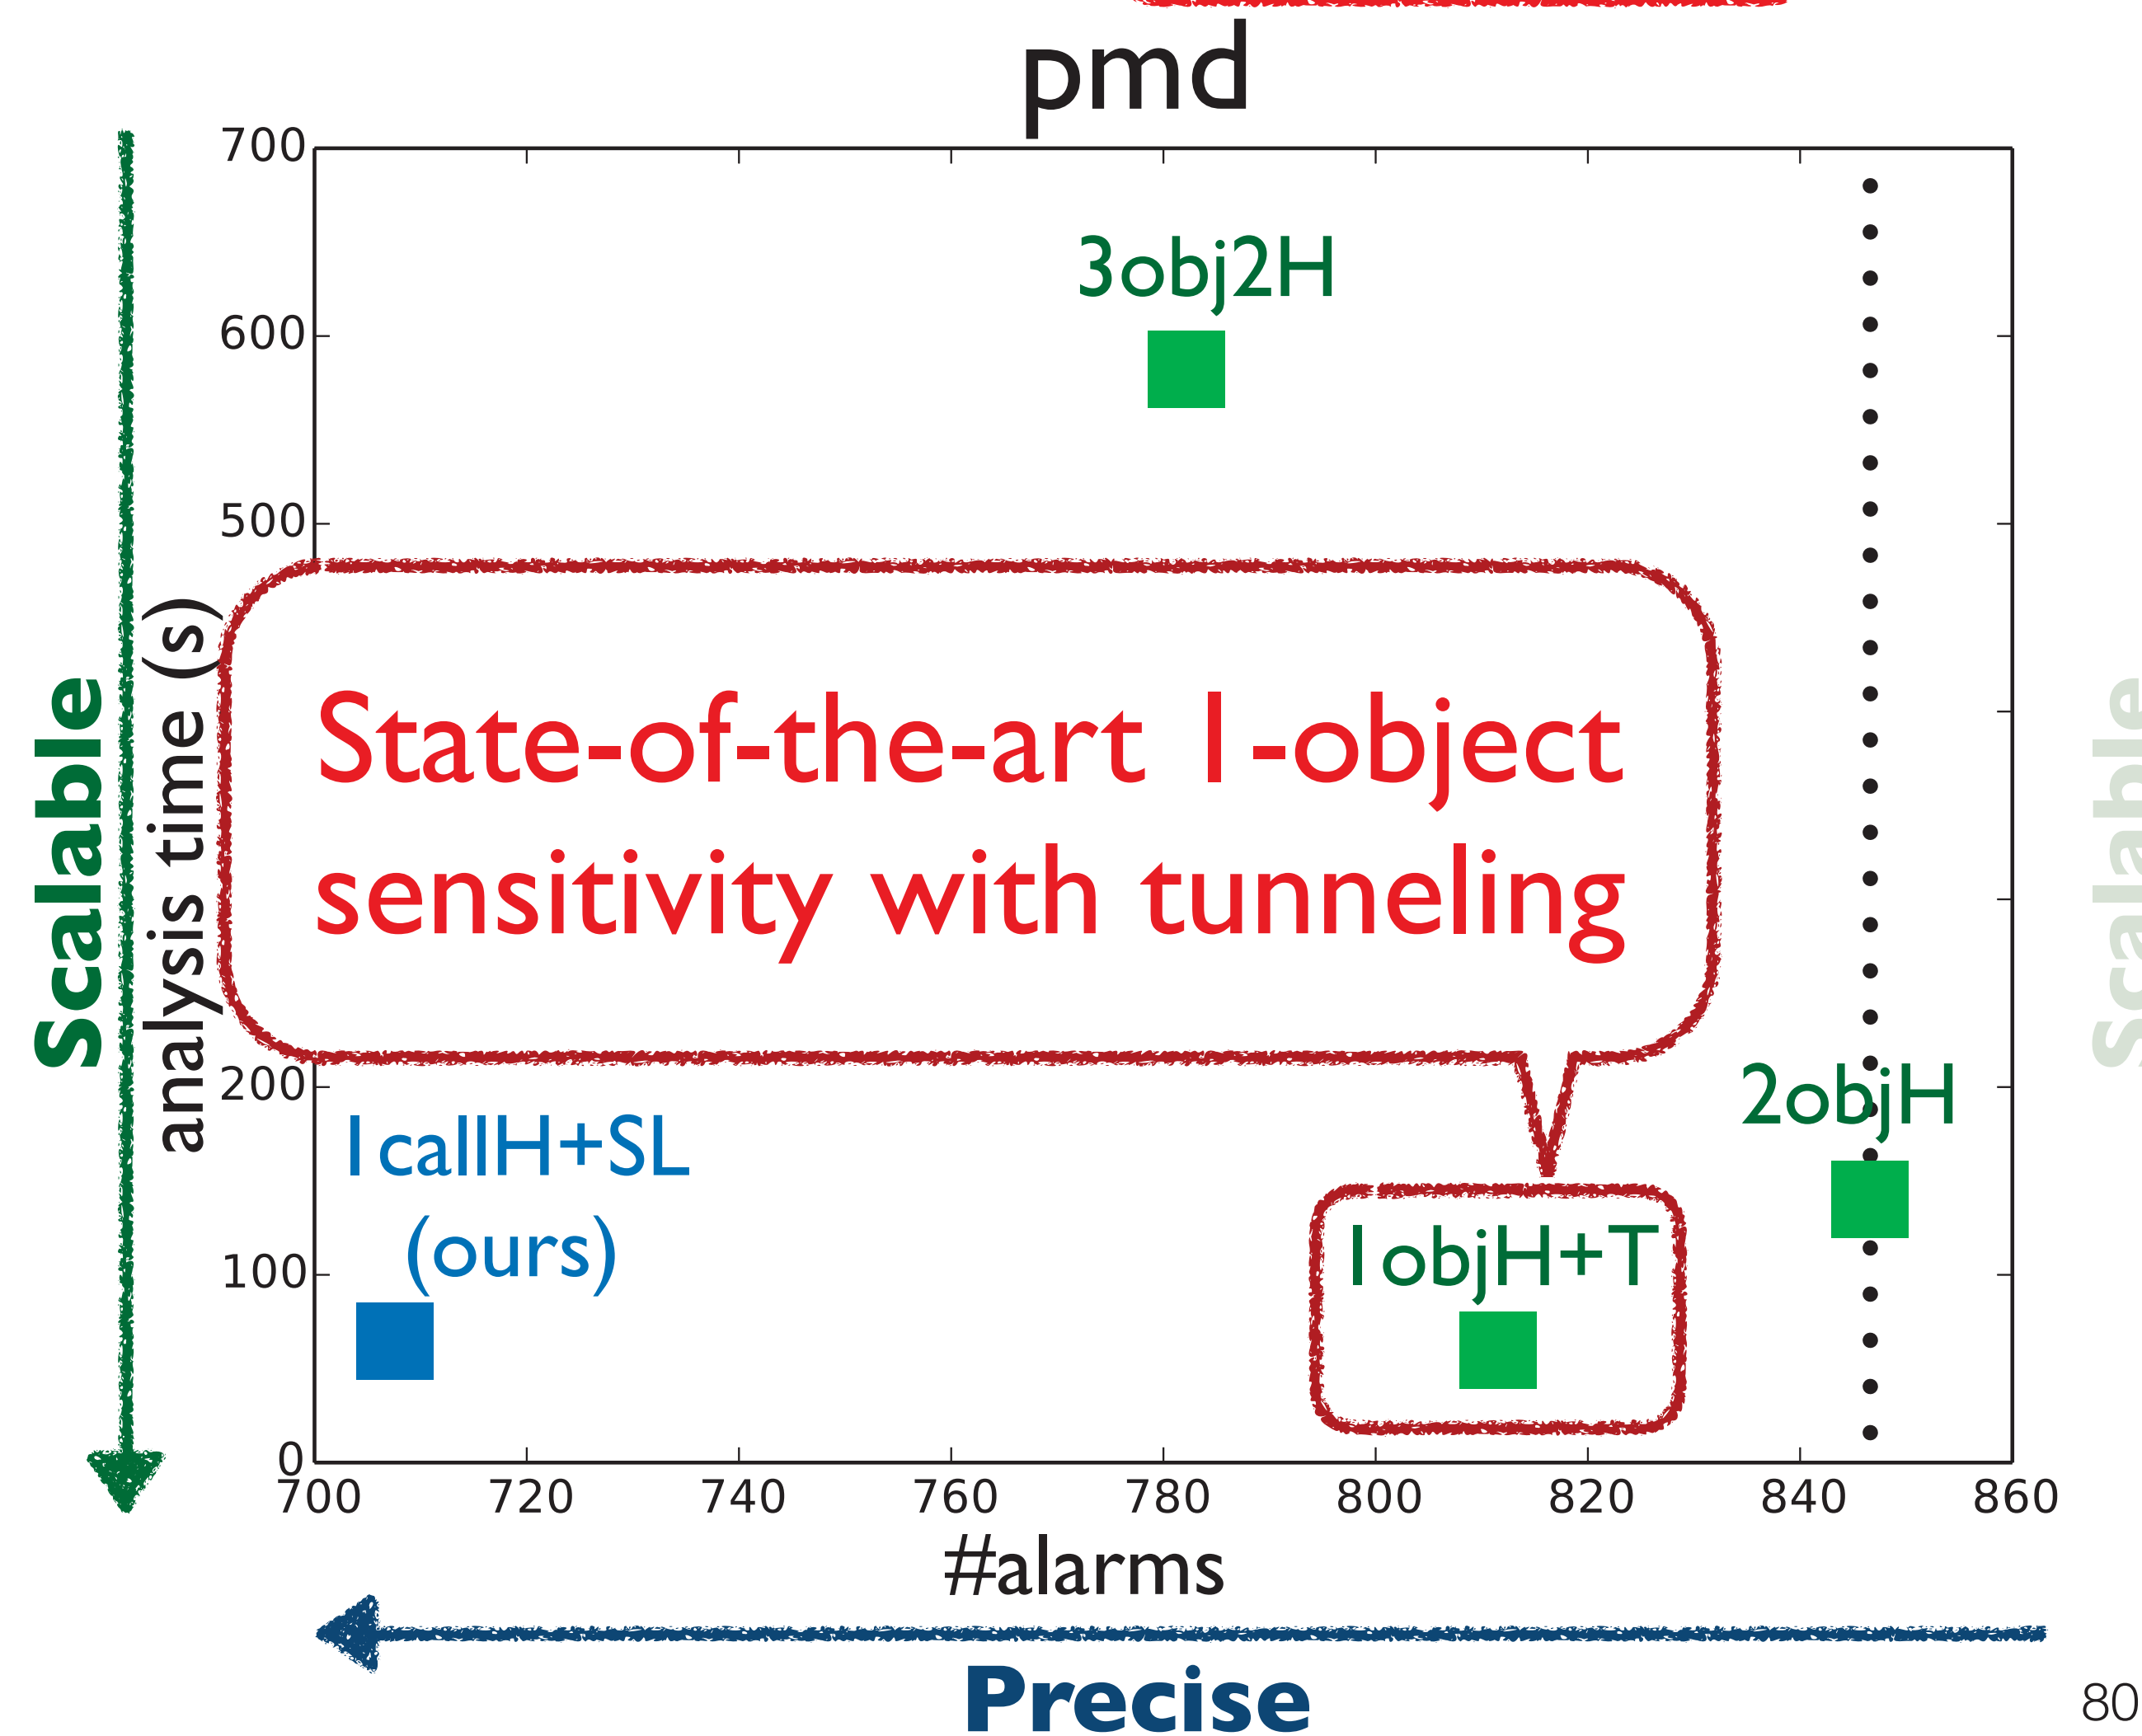 pmd
700
3obj2H
600
500
State-of-the-art 1-object
sensitivity with tunneling
analysis time (s)
Scalable
Scalable
200
2objH
1callH+SL
(ours)
1objH+T
100
0
700 720 740 760 780 800 820 840 860
#alarms
Precise
80